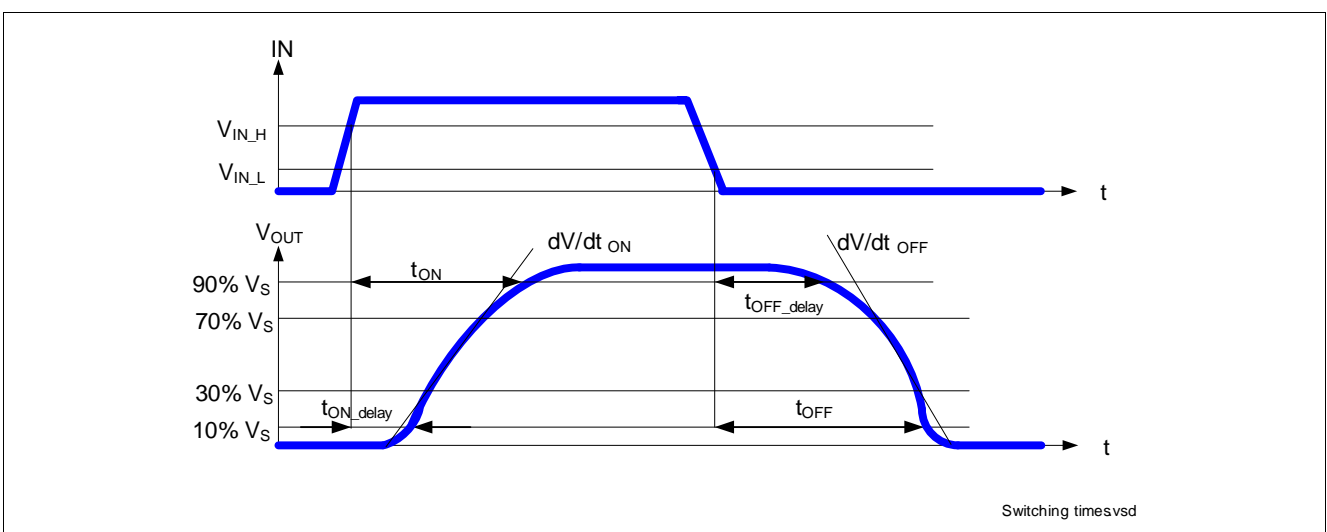 IN
V_IN_H
V_IN_L
t
V_OUT
dV/dt ON
dV/dt OFF
90% V_S
t_ON
t_OFF_delay
70% V_S
30% V_S
t_ON_delay
t_OFF
10% V_S
t
Switching times.vsd